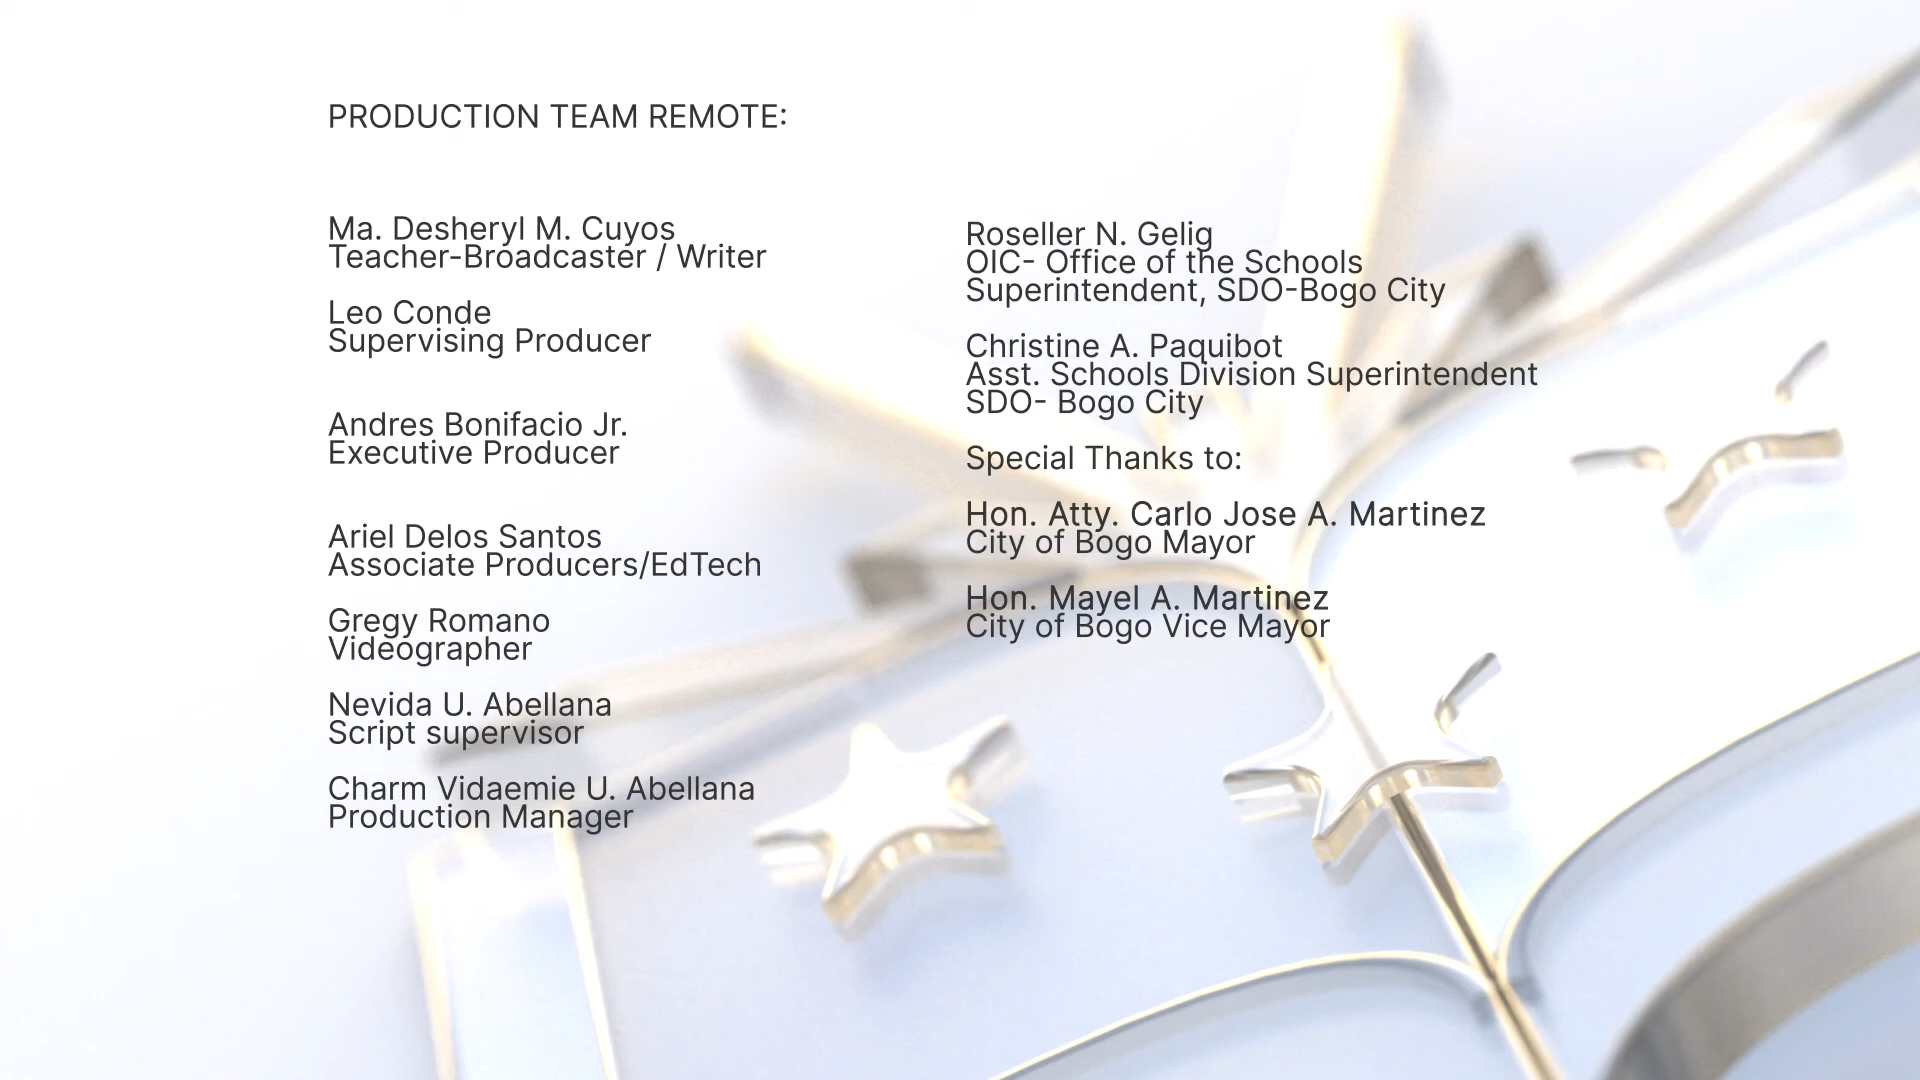 PRODUCTION TEAM REMOTE:
Ma. Desheryl M. Cuyos
Teacher-Broadcaster / Writer
Leo Conde
Supervising Producer
Andres Bonifacio Jr.
Executive Producer
Ariel Delos Santos
Associate Producers/EdTech
Gregy Romano
Videographer
Nevida U. Abellana
Script supervisor
Charm Vidaemie U. Abellana
Production Manager
Roseller N. Gelig
OIC- Office of the Schools
Superintendent, SDO-Bogo City
Christine A. Paquibot
Asst. Schools Division Superintendent
SDO- Bogo City
Special Thanks to:
Hon. Atty. Carlo Jose A. Martinez
City of Bogo Mayor
Hon. Mayel A. Martinez
City of Bogo Vice Mayor